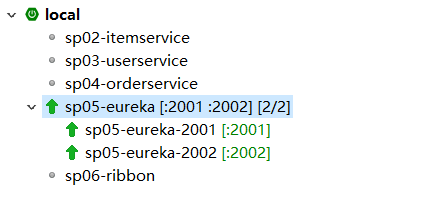 local
sp02-itemservice
sp03-userservice
sp04-orderservice
sp05-eureka [:2001 :2002] [2/2]
sp05-eureka-2001 [:2001]
sp05-eureka-2002 [:2002]
sp06-ribbon